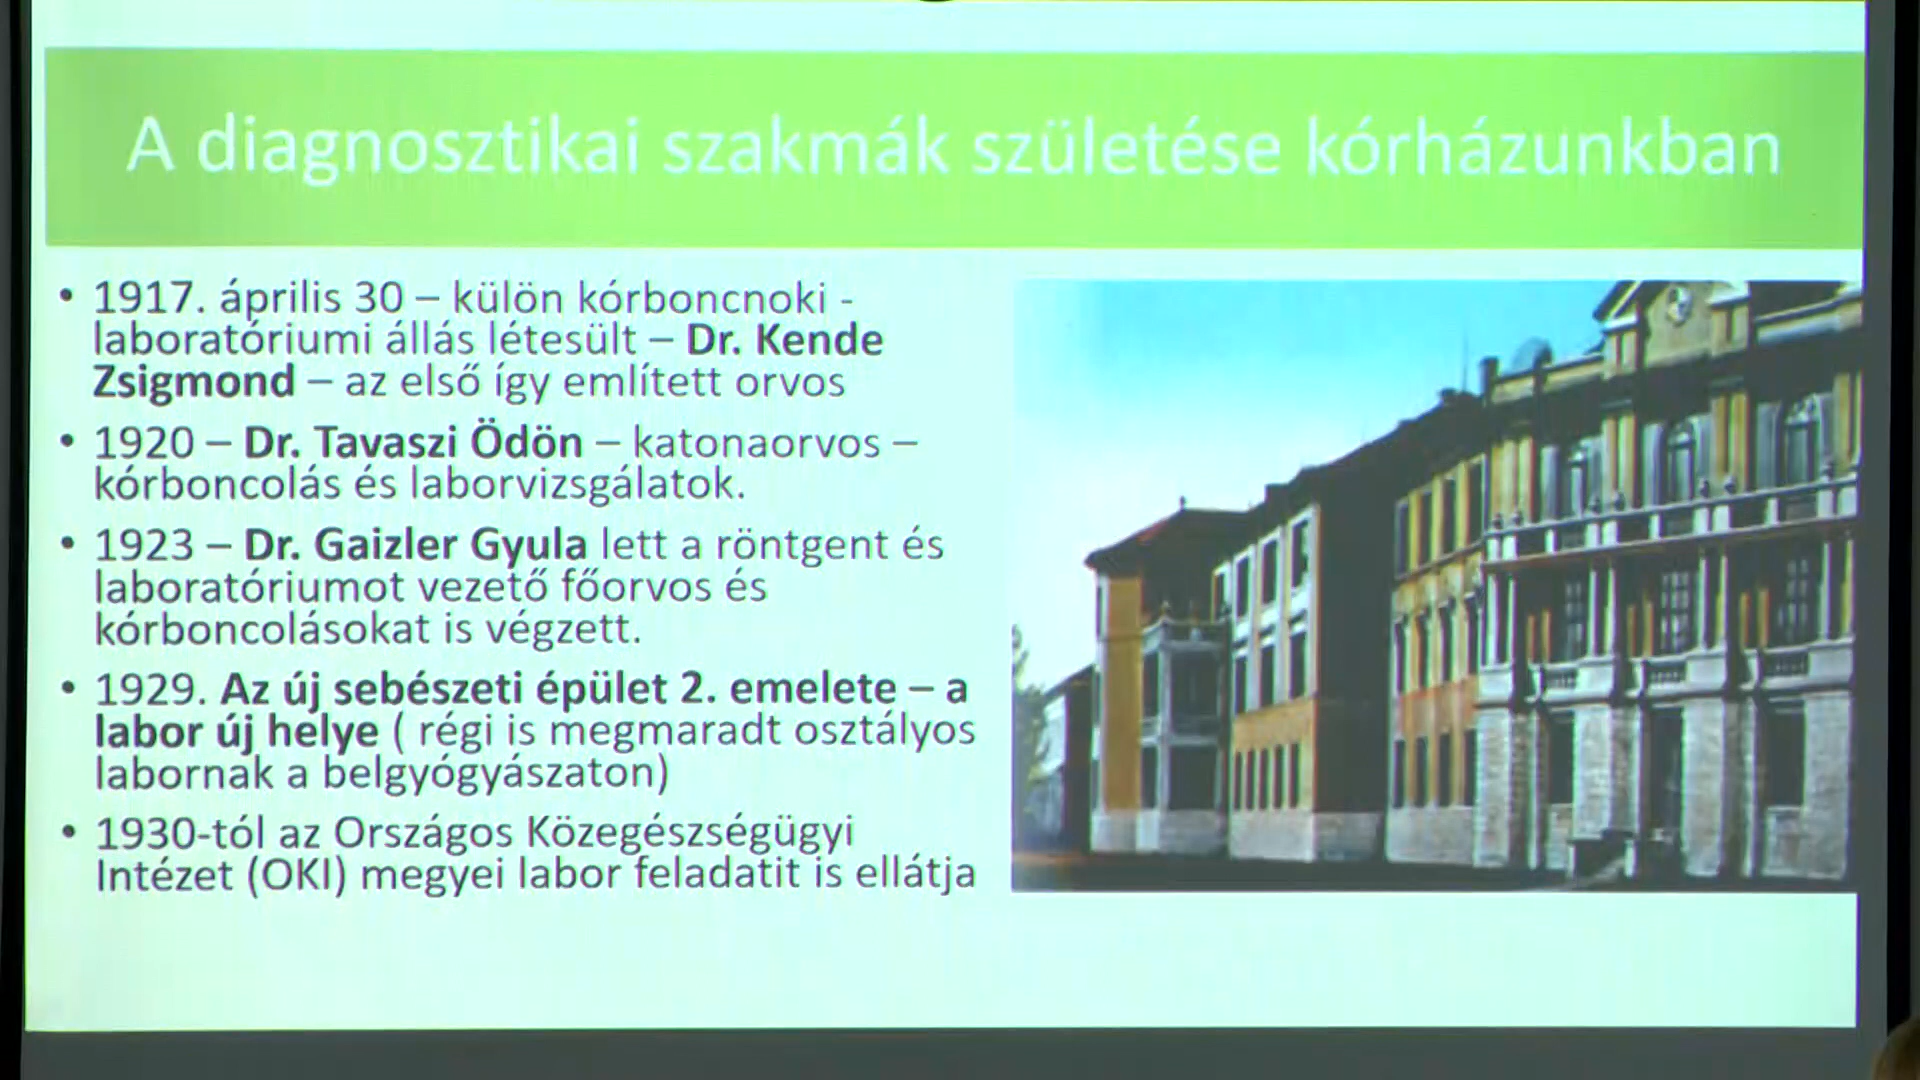 A diagnosztikai szakmák születése kórházunkban
• 1917. április 30 – külön kórboncnoki -
laboratóriumi állás létesült – Dr. Kende
Zsigmond – az első így említett orvos
• 1920 – Dr. Tavaszi Ödön – katonaorvos –
kórboncolás és laborvizsgálatok.
• 1923 – Dr. Gaizler Gyula lett a röntgent és
laboratóriumot vezető főorvos és
kórboncolásokat is végzett.
• 1929. Az új sebészeti épület 2. emelete – a
labor új helye ( régi is megmaradt osztályos
labornak a belgyógyászaton)
• 1930-tól az Országos Közegészségügyi
Intézet (OKI) megyei labor feladatit is ellátja